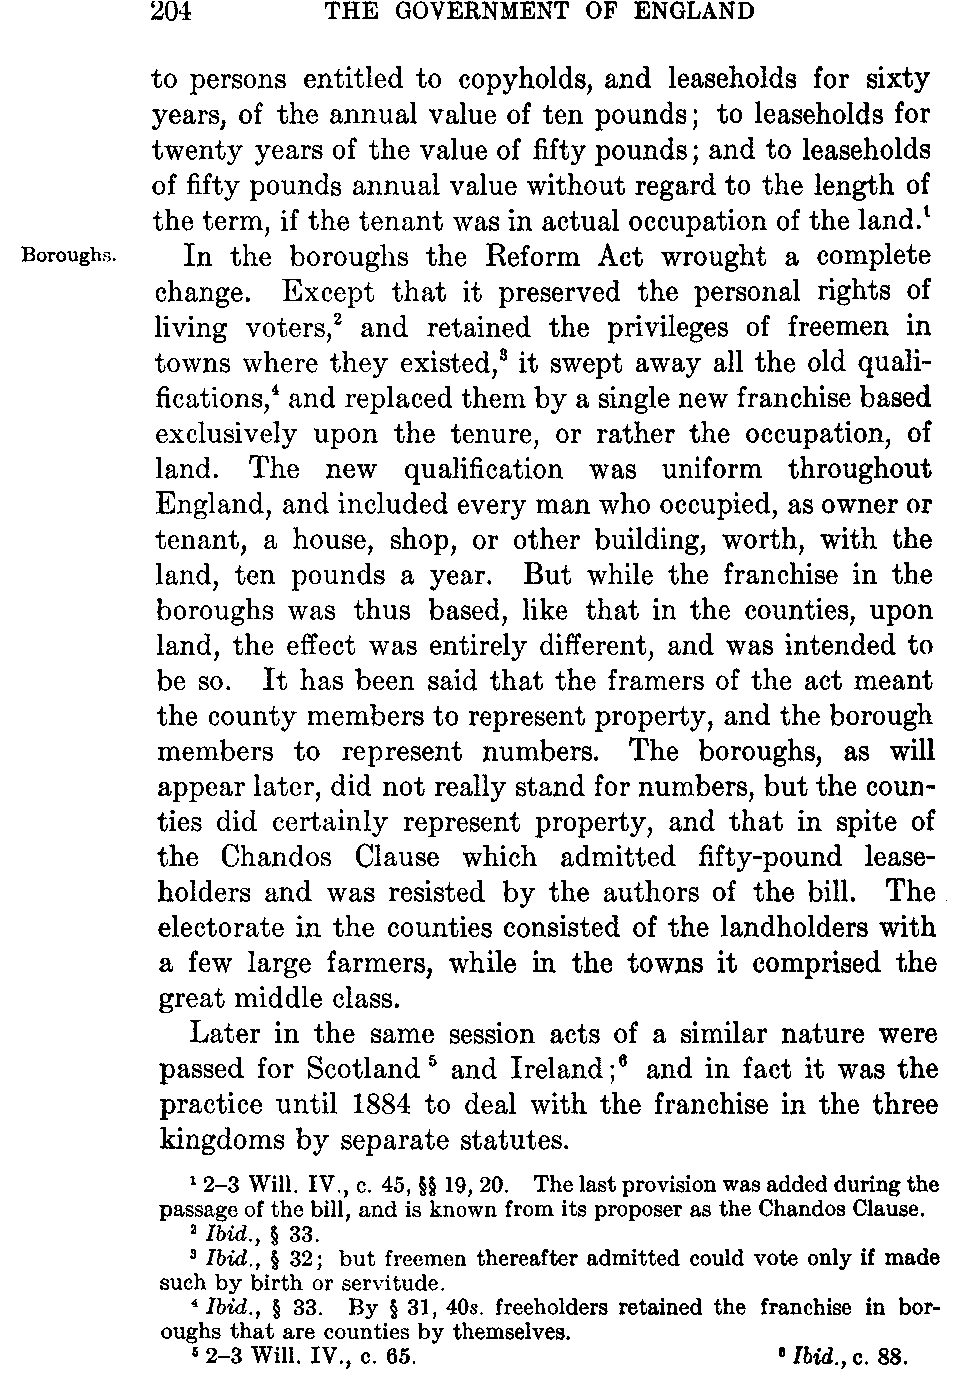 204 THE GOVERNMENT OF ENGLAND
to persons entitled to copyholds, and leaseholds for sixty
years, of the annual value of ten pounds; to leaseholds for
twenty years of the value of fifty pounds; and to leaseholds
of fifty pounds annual value without regard to the length of
the term, if the tenant was in actual occupation of the land.¹
Boroughs. In the boroughs the Reform Act wrought a complete
change. Except that it preserved the personal rights of
living voters,² and retained the privileges of freemen in
towns where they existed,³ it swept away all the old quali-
fications,⁴ and replaced them by a single new franchise based
exclusively upon the tenure, or rather the occupation, of
land. The new qualification was uniform throughout
England, and included every man who occupied, as owner or
tenant, a house, shop, or other building, worth, with the
land, ten pounds a year. But while the franchise in the
boroughs was thus based, like that in the counties, upon
land, the effect was entirely different, and was intended to
be so. It has been said that the framers of the act meant
the county members to represent property, and the borough
members to represent numbers. The boroughs, as will
appear later, did not really stand for numbers, but the coun-
ties did certainly represent property, and that in spite of
the Chandos Clause which admitted fifty-pound lease-
holders and was resisted by the authors of the bill. The
electorate in the counties consisted of the landholders with
a few large farmers, while in the towns it comprised the
great middle class.
Later in the same session acts of a similar nature were
passed for Scotland⁵ and Ireland;⁶ and in fact it was the
practice until 1884 to deal with the franchise in the three
kingdoms by separate statutes.
¹ 2–3 Will. IV., c. 45, §§ 19, 20. The last provision was added during the
passage of the bill, and is known from its proposer as the Chandos Clause.
² Ibid., § 33.
³ Ibid., § 32; but freemen thereafter admitted could vote only if made
such by birth or servitude.
⁴ Ibid., § 33. By § 31, 40s. freeholders retained the franchise in bor-
oughs that are counties by themselves.
⁵ 2–3 Will. IV., c. 65. ⁶ Ibid., c. 88.